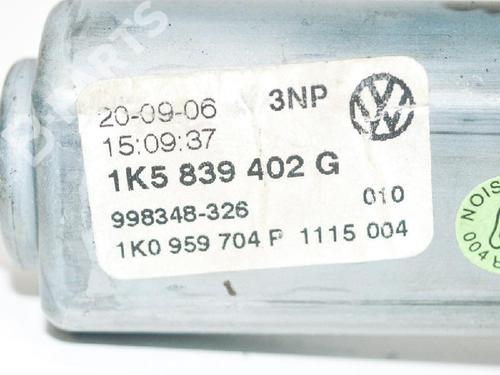 20-09-06 3NP
15:09:37
1K5 839 402 G
998348-326 010
1K0 959 704 P 1115 004